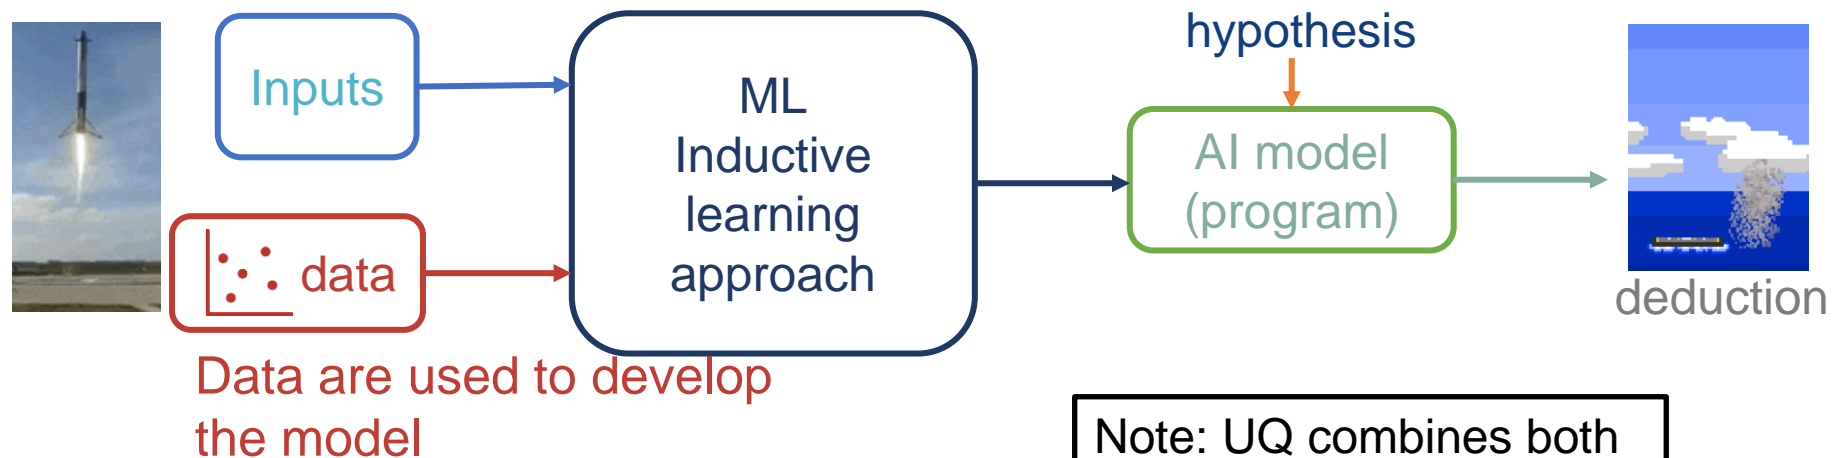 Inputs
data
Data are used to develop
the model
ML
Inductive
learning
approach
hypothesis
AI model
(program)
deduction
Note: UQ combines both